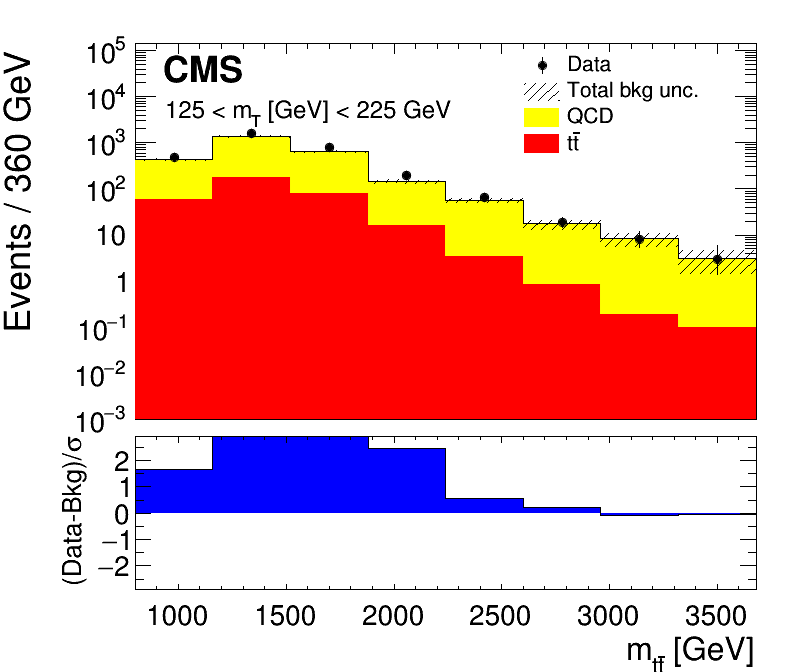 CMS
125 < m_T [GeV] < 225 GeV
Data
Total bkg unc.
QCD
tt̄
Events / 360 GeV
10^5
10^4
10^3
10^2
10
1
10^−1
10^−2
10^−3
(Data-Bkg)/σ
2
1
0
−1
−2
1000 1500 2000 2500 3000 3500
m_tt̄ [GeV]